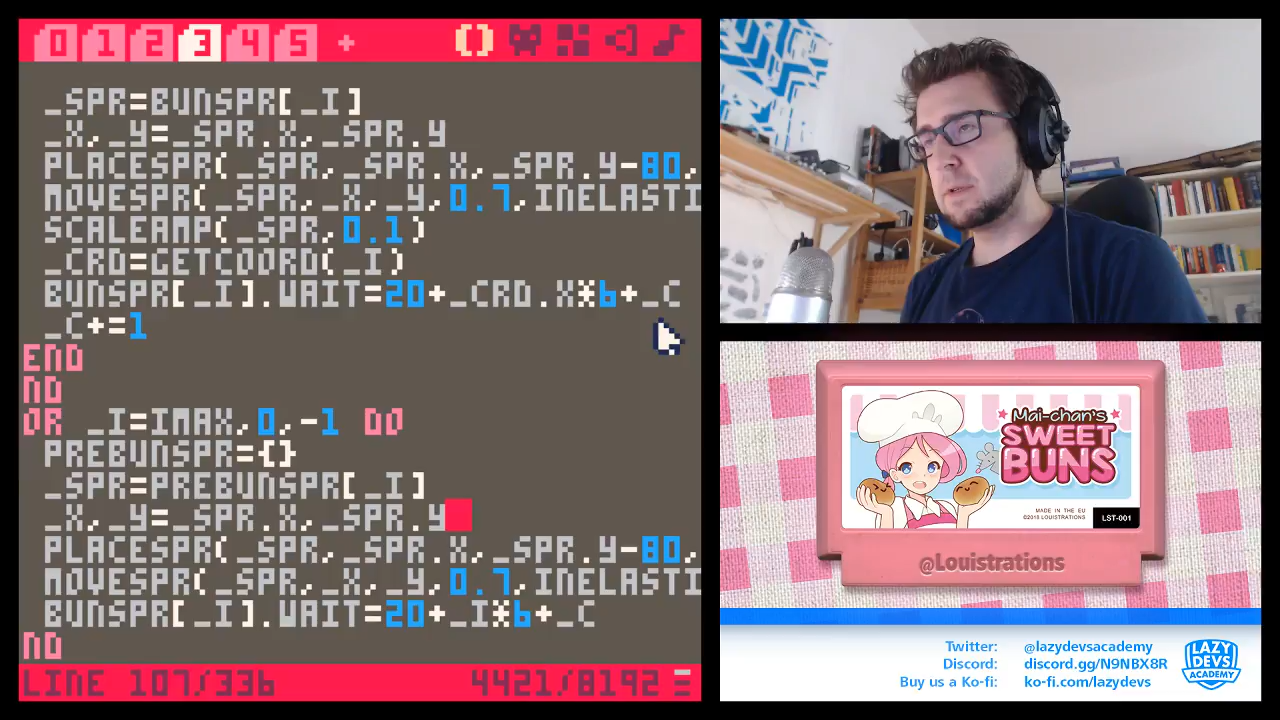 0 1 2 3 4 5 +
_SPR=BUNSPR[_I]
_X,_Y=_SPR.X,_SPR.Y
PLACESPR(_SPR,_SPR.X,_SPR.Y-80,
MOVESPR(_SPR,_X,_Y,0.7,INELASTI
SCALEAMP(_SPR,0.1)
_CRD=GETCOORD(_I)
BUNSPR[_I].WAIT=20+_CRD.X*6+_C
_C+=1
END
ND
OR _I=IMAX,0,-1 DO
PREBUNSPR={}
_SPR=PREBUNSPR[_I]
_X,_Y=_SPR.X,_SPR.Y
PLACESPR(_SPR,_SPR.X,_SPR.Y-80,
MOVESPR(_SPR,_X,_Y,0.7,INELASTI
BUNSPR[_I].WAIT=20+_I*6+_C
ND
LINE 107/336 4421/8192
Mai-chan's
SWEET
BUNS
MADE IN THE EU
©2018 LOUISTRATIONS
LST-001
@Louistrations
Twitter: @lazydevsacademy
Discord: discord.gg/N9NBX8R
Buy us a Ko-fi: ko-fi.com/lazydevs
LAZY
DEVS
ACADEMY